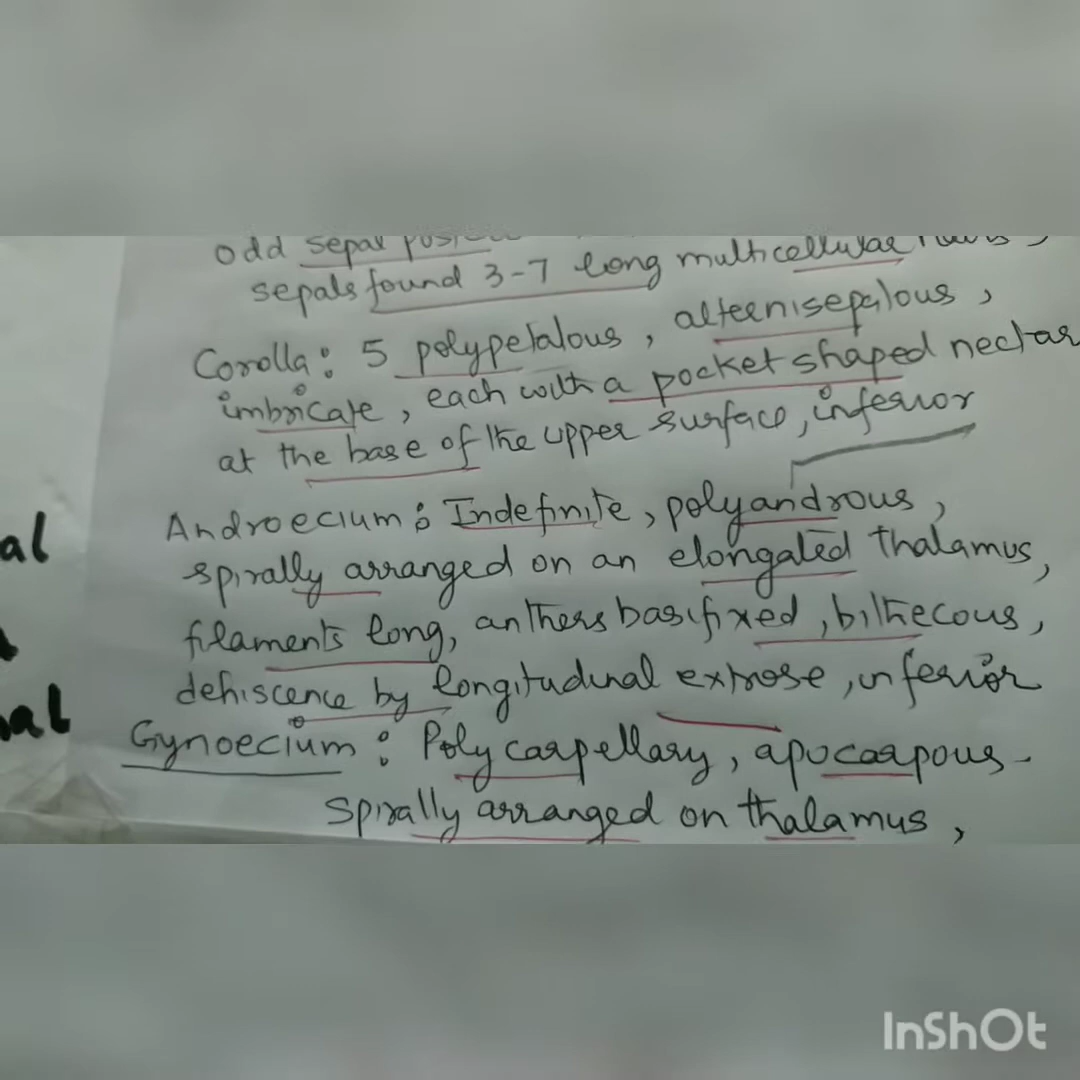 odd sepal
sepals found 3-7 long multicellular
Corolla: 5 polypetalous, alternisepalous,
imbricate, each with a pocket shaped nectar
at the base of the upper surface, inferior
Androecium: Indefinite, polyandrous,
al
spirally arranged on an elongated thalamus,
filaments long, anthers basifixed, bithecous,
dehiscence by longitudinal extrose, inferior
al
Gynoecium: Polycarpellary, apocarpous-
spirally arranged on thalamus,
InShOt